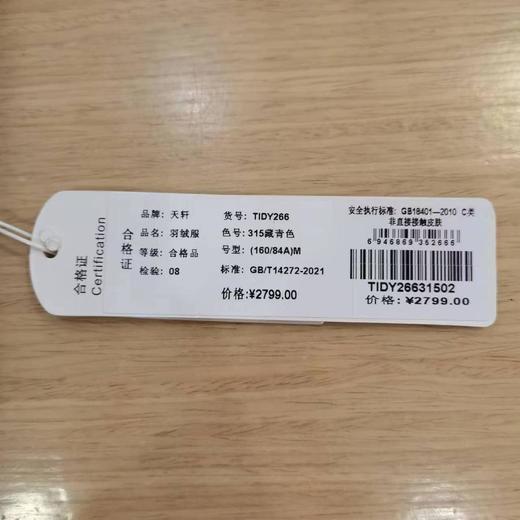 合格证
Certification
合格证
品牌: 天轩
品名: 羽绒服
等级: 合格品
检验: 08
货号: TIDY266
色号: 315藏青色
号型: (160/84A)M
标准: GB/T14272-2021
价格:¥2799.00
安全执行标准: GB18401—2010 C类
非直接接触皮肤
6946869352666
TIDY26631502
价格: ¥2799.00